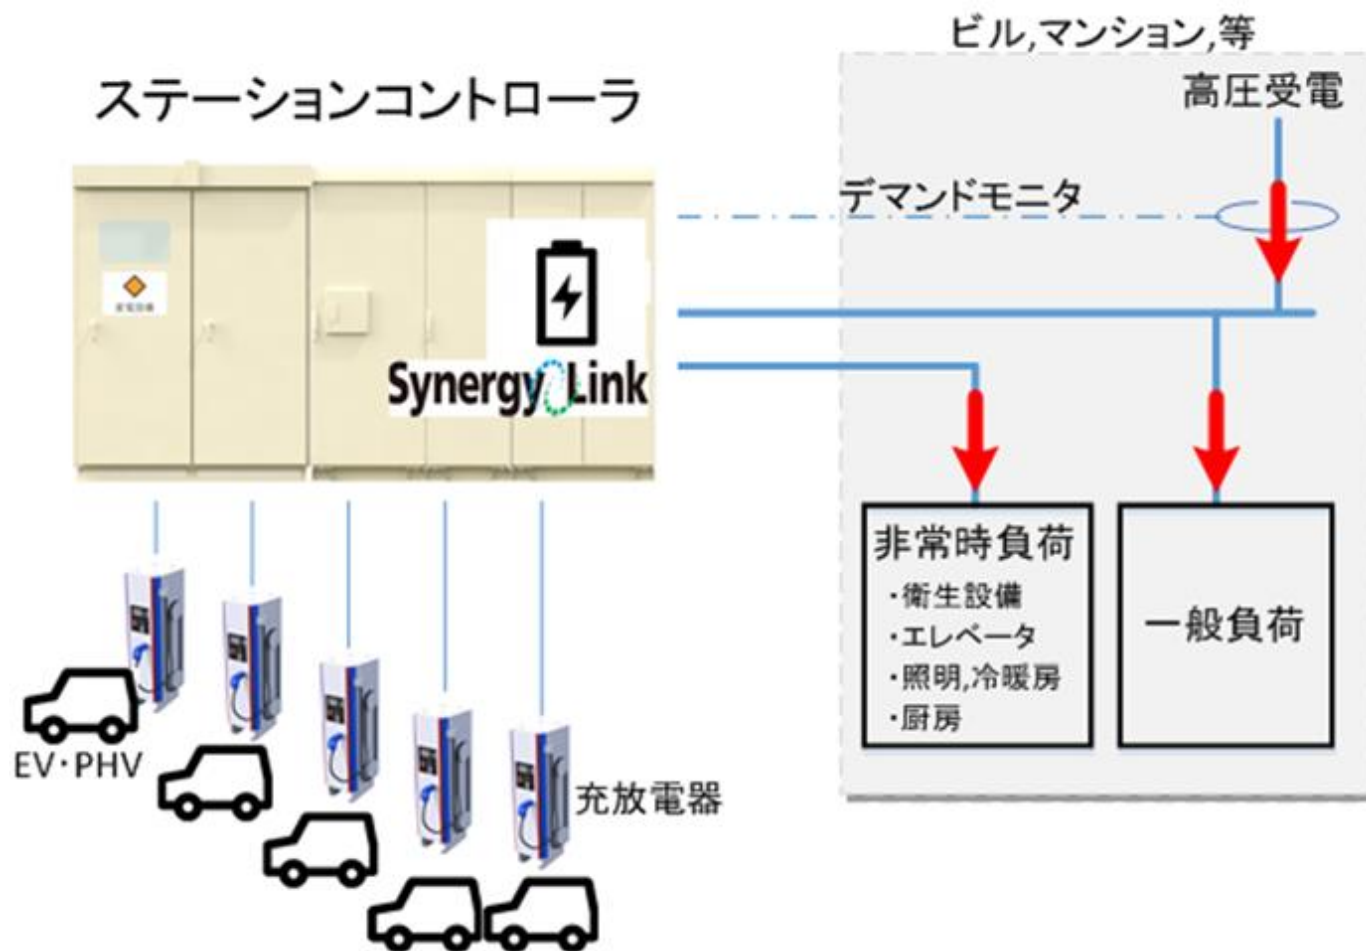 ビル,マンション,等
ステーションコントローラ
高圧受電
デマンドモニタ
Synergy Link
非常時負荷
・衛生設備
・エレベータ
・照明,冷暖房
・厨房
一般負荷
EV・PHV
充放電器